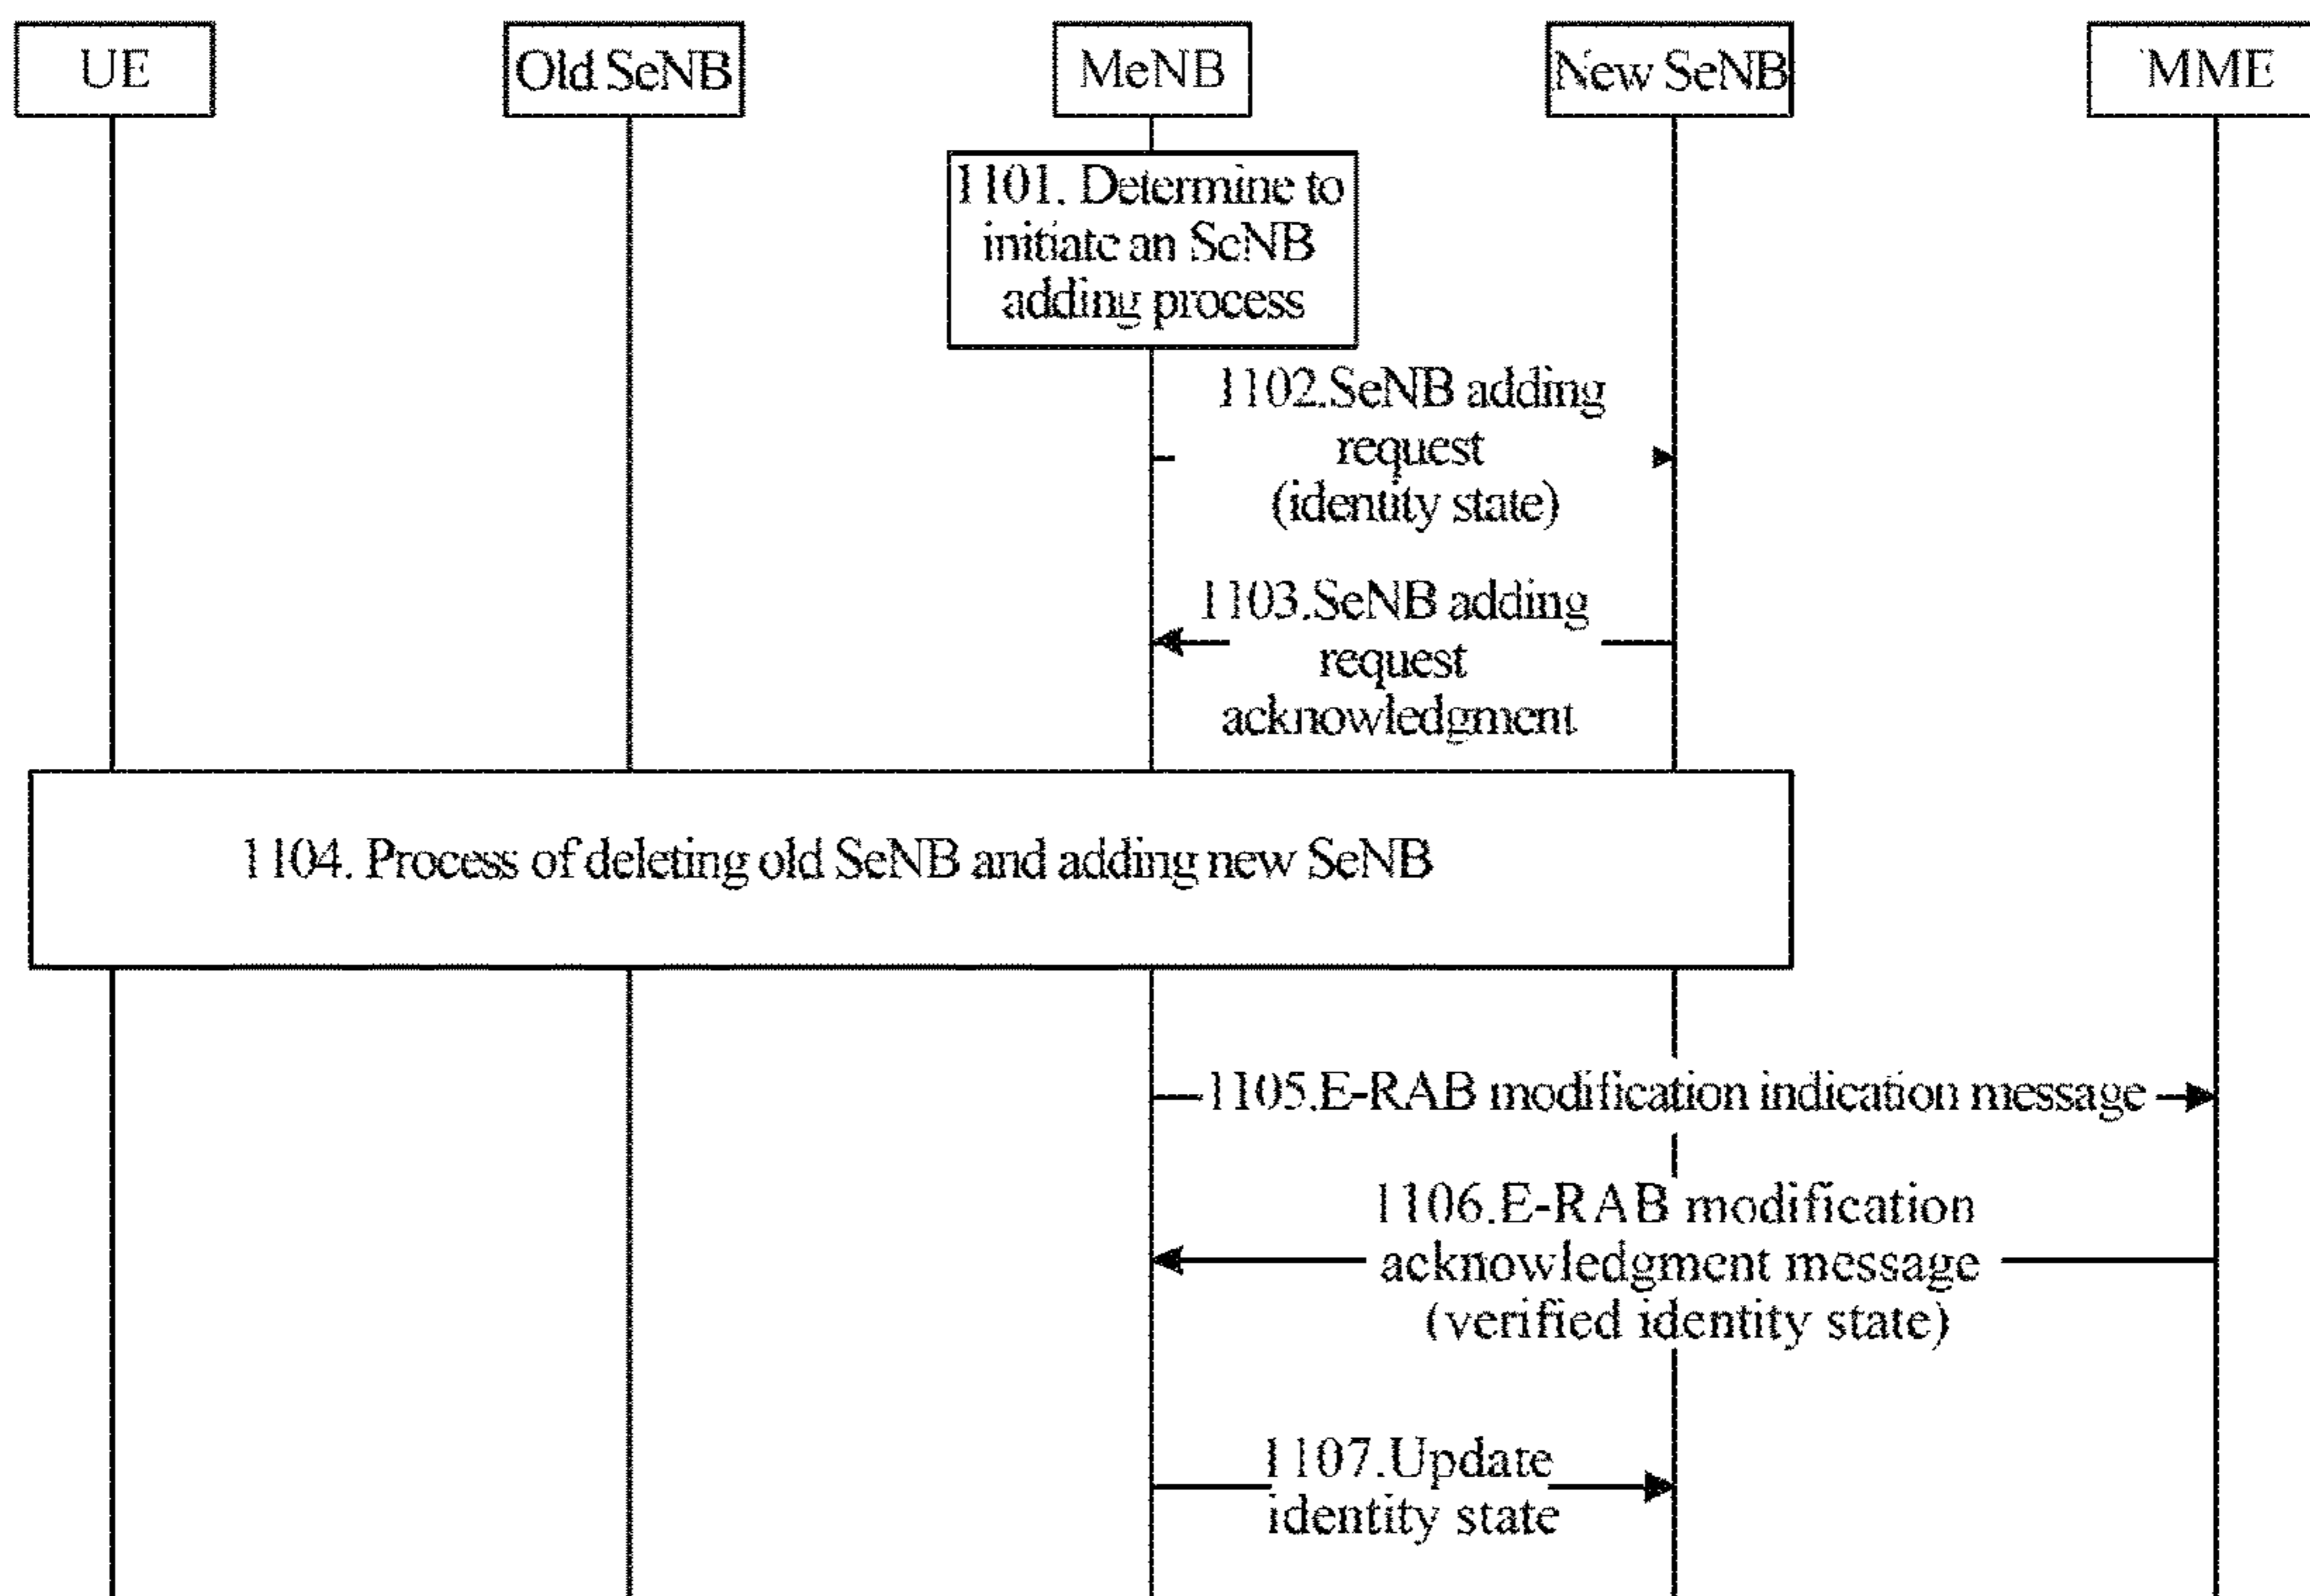 UE
Old SeNB
MeNB
New SeNB
MME
1101. Determine to
initiate an SeNB
adding process
1102.SeNB adding
request
(identity state)
1103.SeNB adding
request
acknowledgment
1104. Process of deleting old SeNB and adding new SeNB
1105.E-RAB modification indication message
1106.E-RAB modification
acknowledgment message
(verified identity state)
1107.Update
identity state